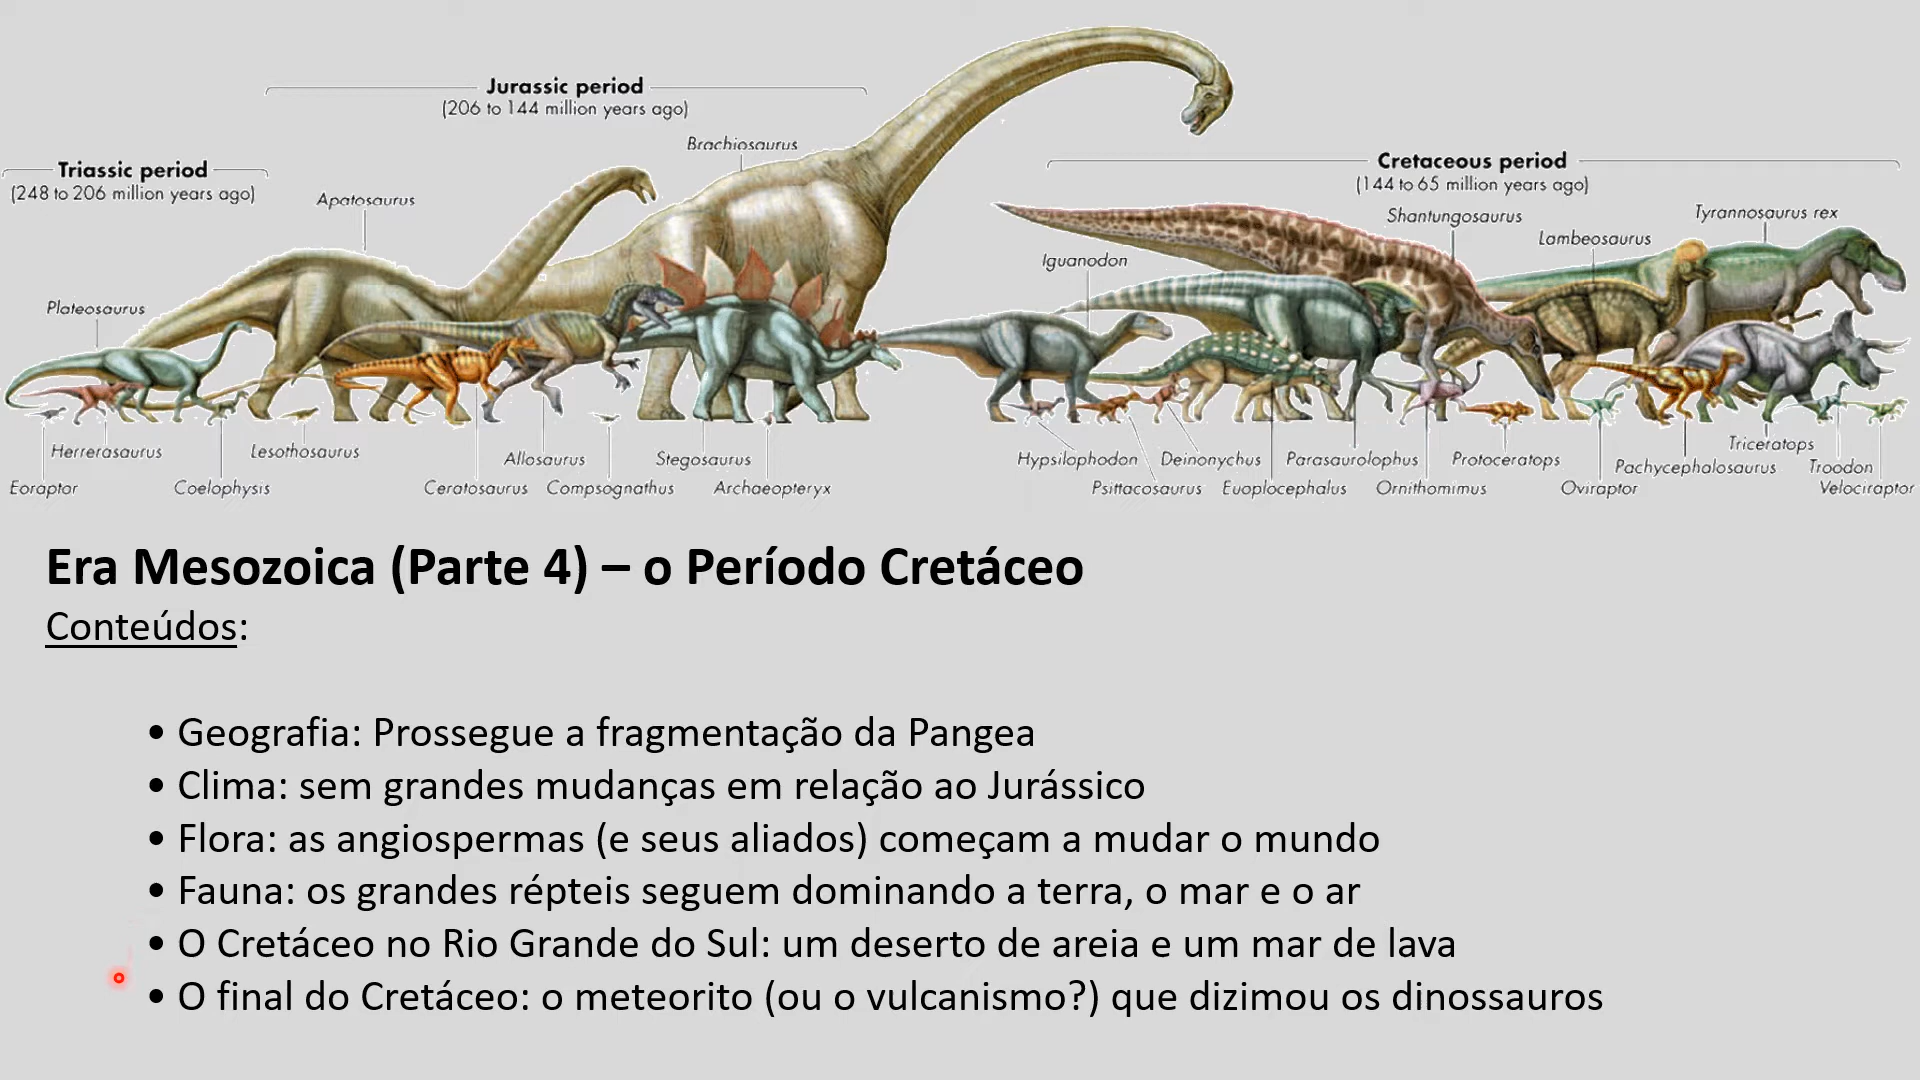 Jurassic period
(206 to 144 million years ago)
Brachiosaurus
Triassic period
(248 to 206 million years ago)
Apatosaurus
Plateosaurus
Cretaceous period
(144 to 65 million years ago)
Shantungosaurus
Tyrannosaurus rex
Lambeosaurus
Iguanodon
Herrerasaurus
Lesothosaurus
Allosaurus
Stegosaurus
Eoraptor
Coelophysis
Ceratosaurus
Compsognathus
Archaeopteryx
Hypsilophodon
Deinonychus
Parasaurolophus
Protoceratops
Triceratops
Pachycephalosaurus
Troodon
Psittacosaurus
Euoplocephalus
Ornithomimus
Oviraptor
Velociraptor
Era Mesozoica (Parte 4) – o Período Cretáceo
Conteúdos:
• Geografia: Prossegue a fragmentação da Pangea
• Clima: sem grandes mudanças em relação ao Jurássico
• Flora: as angiospermas (e seus aliados) começam a mudar o mundo
• Fauna: os grandes répteis seguem dominando a terra, o mar e o ar
• O Cretáceo no Rio Grande do Sul: um deserto de areia e um mar de lava
• O final do Cretáceo: o meteorito (ou o vulcanismo?) que dizimou os dinossauros